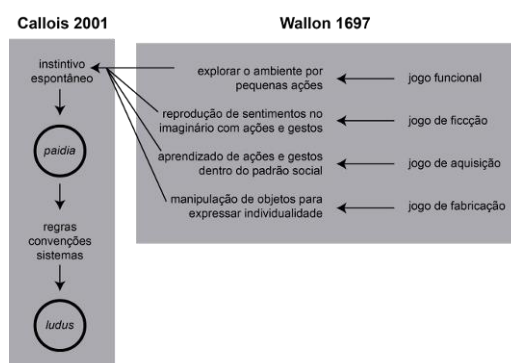 Callois 2001
Wallon 1697
instintivo
espontâneo
explorar o ambiente por
pequenas ações
jogo funcional
reprodução de sentimentos no
imaginário com ações e gestos
jogo de ficcção
paidia
aprendizado de ações e gestos
dentro do padrão social
jogo de aquisição
manipulação de objetos para
expressar individualidade
jogo de fabricação
regras
convenções
sistemas
ludus